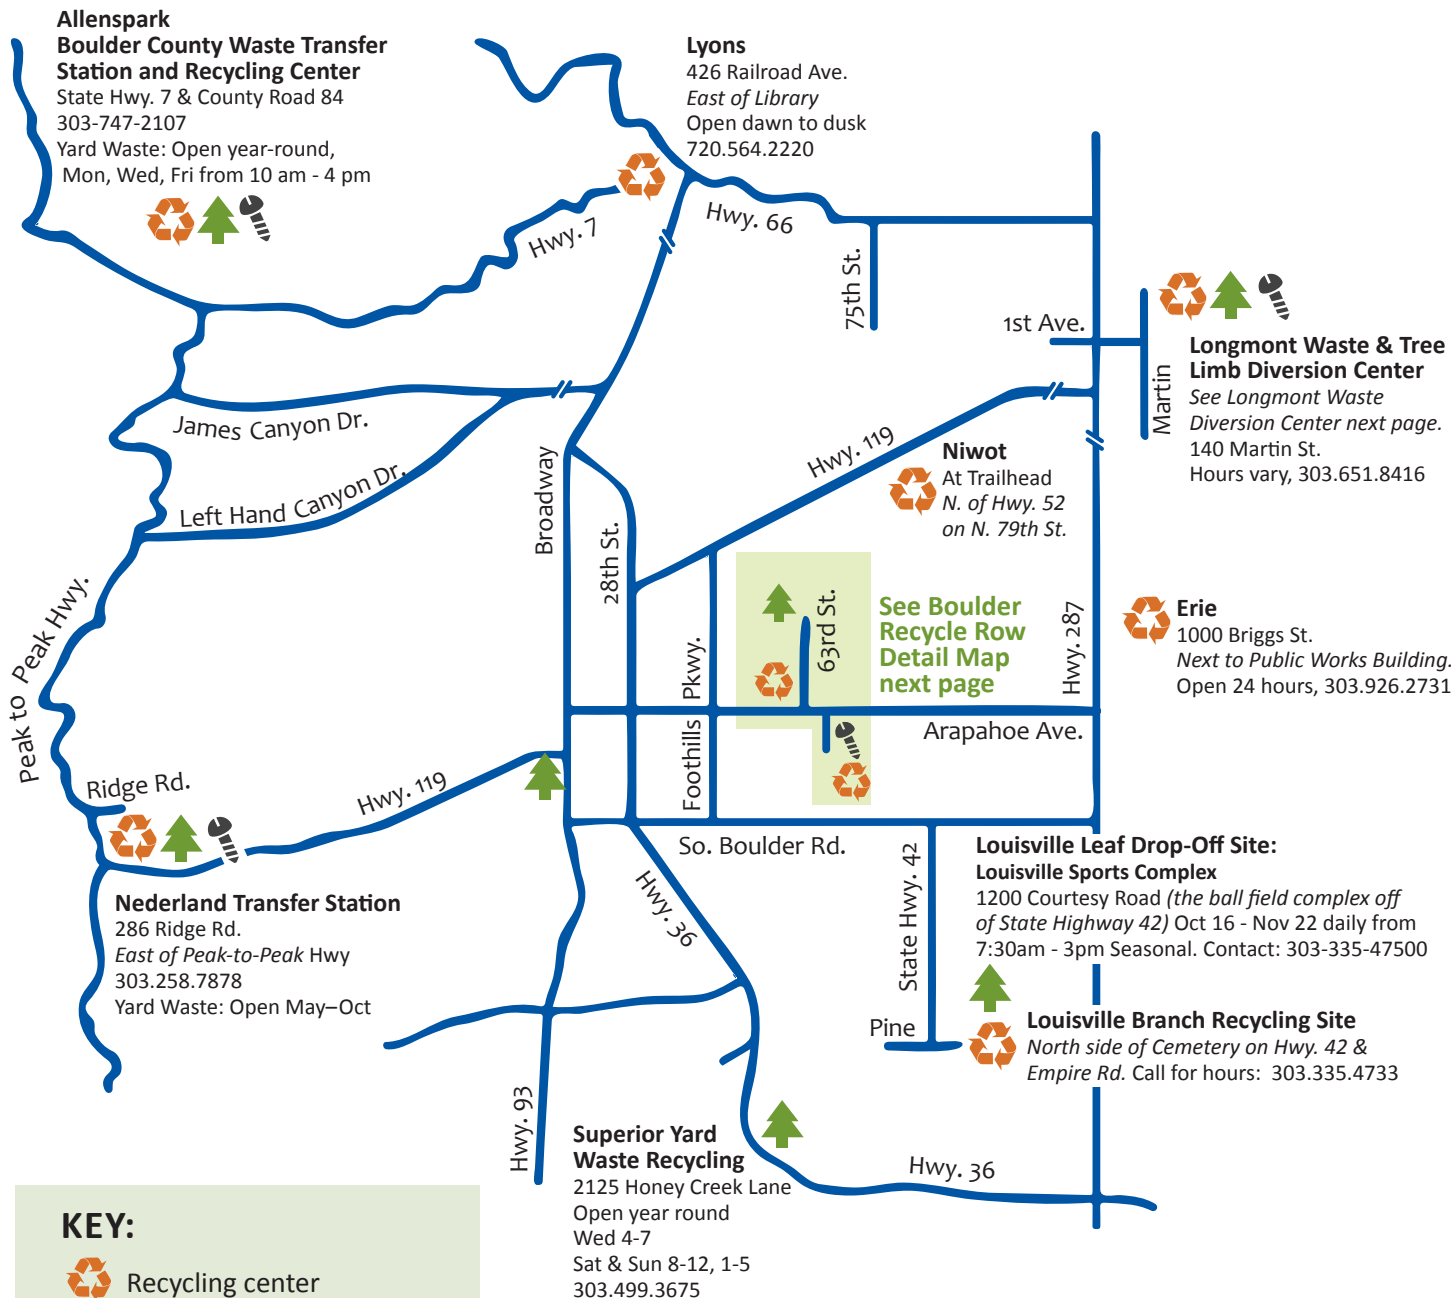 Allenspark
Boulder County Waste Transfer
Station and Recycling Center
State Hwy. 7 & County Road 84
303-747-2107
Yard Waste: Open year-round,
Mon, Wed, Fri from 10 am - 4 pm
Lyons
426 Railroad Ave.
East of Library
Open dawn to dusk
720.564.2220
Hwy. 7
Hwy. 66
75th St.
1st Ave.
Martin
Longmont Waste & Tree
Limb Diversion Center
See Longmont Waste
Diversion Center next page.
140 Martin St.
Hours vary, 303.651.8416
James Canyon Dr.
Left Hand Canyon Dr.
Broadway
28th St.
Hwy. 119
Niwot
At Trailhead
N. of Hwy. 52
on N. 79th St.
Peak to Peak Hwy.
Foothills Pkwy.
63rd St.
See Boulder
Recycle Row
Detail Map
next page
Hwy. 287
Erie
1000 Briggs St.
Next to Public Works Building.
Open 24 hours, 303.926.2731
Arapahoe Ave.
Ridge Rd.
Hwy. 119
So. Boulder Rd.
Nederland Transfer Station
286 Ridge Rd.
East of Peak-to-Peak Hwy
303.258.7878
Yard Waste: Open May–Oct
Hwy. 36
State Hwy. 42
Louisville Leaf Drop-Off Site:
Louisville Sports Complex
1200 Courtesy Road (the ball field complex off
of State Highway 42) Oct 16 - Nov 22 daily from
7:30am - 3pm Seasonal. Contact: 303-335-47500
Pine
Louisville Branch Recycling Site
North side of Cemetery on Hwy. 42 &
Empire Rd. Call for hours: 303.335.4733
Hwy. 93
Superior Yard
Waste Recycling
2125 Honey Creek Lane
Open year round
Wed 4-7
Sat & Sun 8-12, 1-5
303.499.3675
Hwy. 36
KEY:
Recycling center